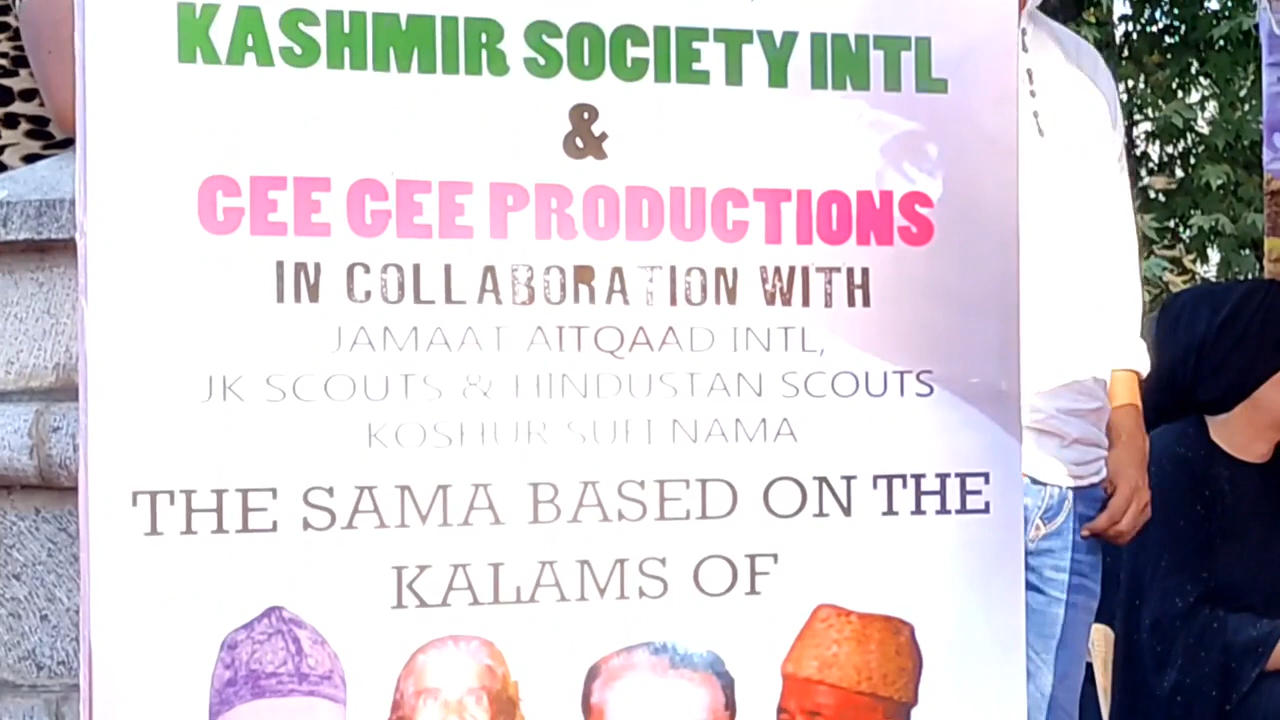 KASHMIR SOCIETY INTL
&
GEE GEE PRODUCTIONS
IN COLLABORATION WITH
JAMAAT AITQAAD INTL,
JK SCOUTS & HINDUSTAN SCOUTS
KOSHUR SUFI NAMA
THE SAMA BASED ON THE
KALAMS OF